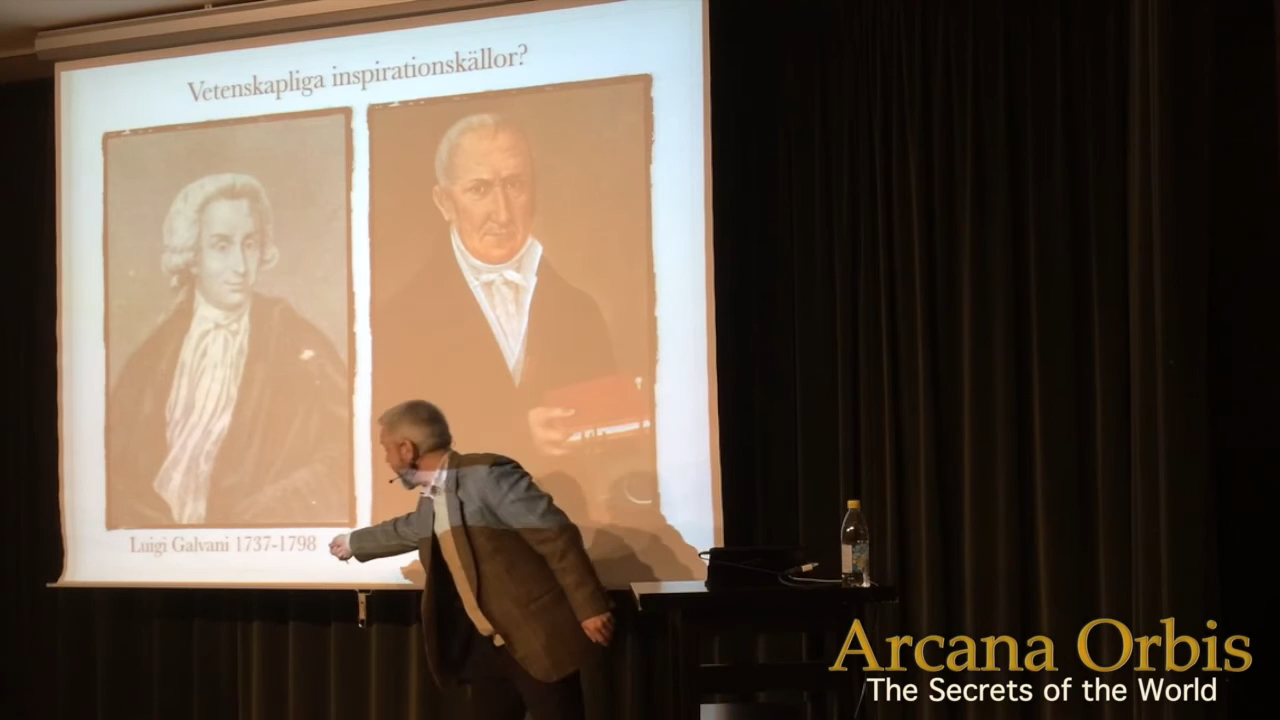 Vetenskapliga inspirationskällor?
Luigi Galvani 1737-1798
Arcana Orbis
The Secrets of the World